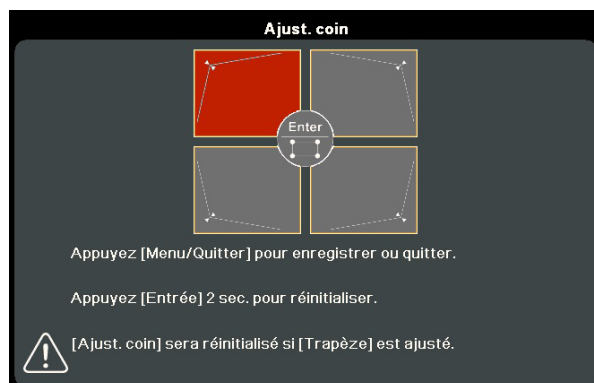 Ajust. coin
Enter
Appuyez [Menu/Quitter] pour enregistrer ou quitter.
Appuyez [Entrée] 2 sec. pour réinitialiser.
[Ajust. coin] sera réinitialisé si [Trapèze] est ajusté.